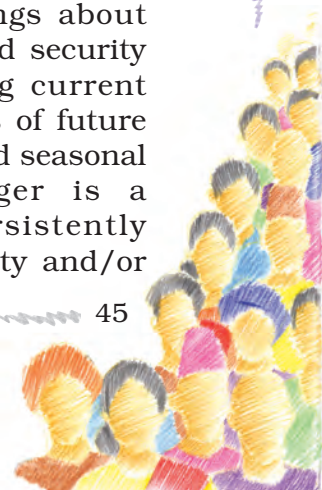 ngs about
d security
g current
of future
d seasonal
ger is a
rsistently
ty and/or
45